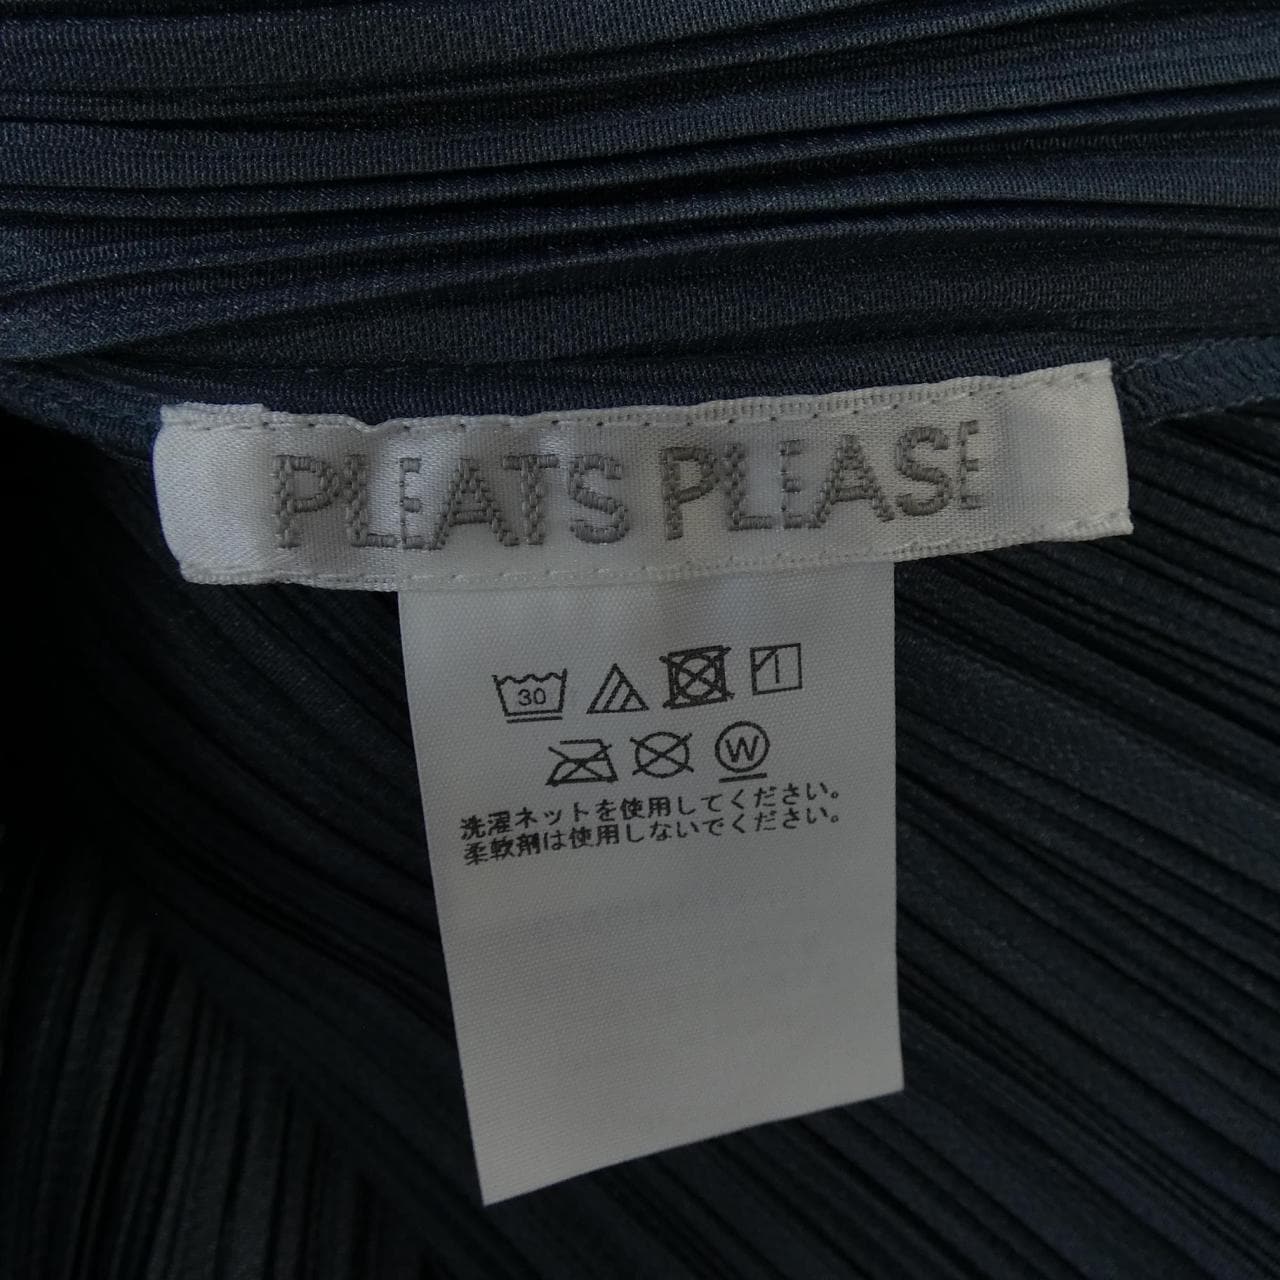 PLEATS PLEASE
30
W
洗濯ネットを使用してください。
柔軟剤は使用しないでください。